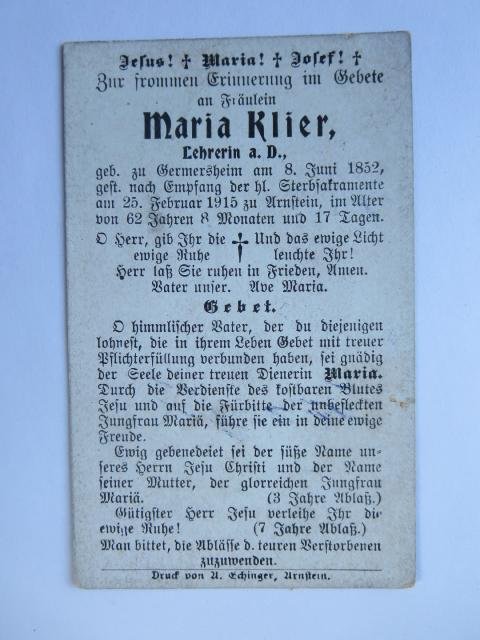 Jesus! ✝ Maria! ✝ Josef! ✝
Zur frommen Erinnerung im Gebete
an Fräulein
Maria Klier,
Lehrerin a. D.,
geb. zu Germersheim am 8. Juni 1852,
gest. nach Empfang der hl. Sterbsakramente
am 25. Februar 1915 zu Arnstein, im Alter
von 62 Jahren 8 Monaten und 17 Tagen.
O Herr, gib Ihr die ✝ Und das ewige Licht
ewige Ruhe leuchte Ihr!
Herr laß Sie ruhen in Frieden, Amen.
Vater unser. Ave Maria.
Gebet.
O himmlischer Vater, der du diejenigen
lohnest, die in ihrem Leben Gebet mit treuer
Pflichterfüllung verbunden haben, sei gnädig
der Seele deiner treuen Dienerin Maria.
Durch die Verdienste des kostbaren Blutes
Jesu und auf die Fürbitte der unbefleckten
Jungfrau Mariä, führe sie ein in deine ewige
Freude.
Ewig gebenedeiet sei der süße Name un-
seres Herrn Jesu Christi und der Name
seiner Mutter, der glorreichen Jungfrau
Mariä. (3 Jahre Ablaß.)
Gütigster Herr Jesu verleihe Ihr die
ewige Ruhe! (7 Jahre Ablaß.)
Man bittet, die Ablässe d. teuren Verstorbenen
zuzuwenden.
Druck von A. Echinger, Arnstein.